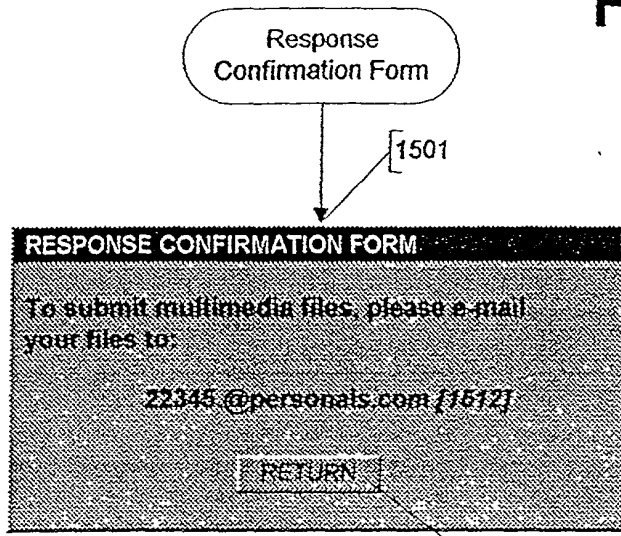 Response
Confirmation Form
1501
RESPONSE CONFIRMATION FORM
To submit multimedia files, please e-mail
your files to:
22345.@personals.com [1512]
RETURN